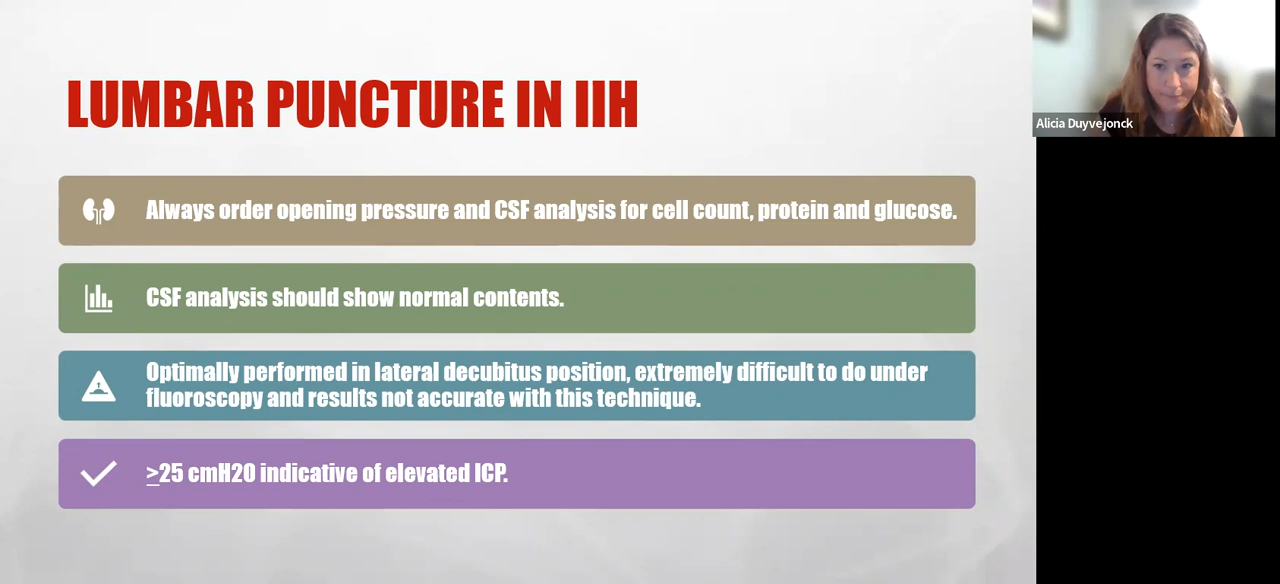 LUMBAR PUNCTURE IN IIH
Alicia Duyvejonck
Always order opening pressure and CSF analysis for cell count, protein and glucose.
CSF analysis should show normal contents.
Optimally performed in lateral decubitus position, extremely difficult to do under
fluoroscopy and results not accurate with this technique.
>25 cmH2O indicative of elevated ICP.